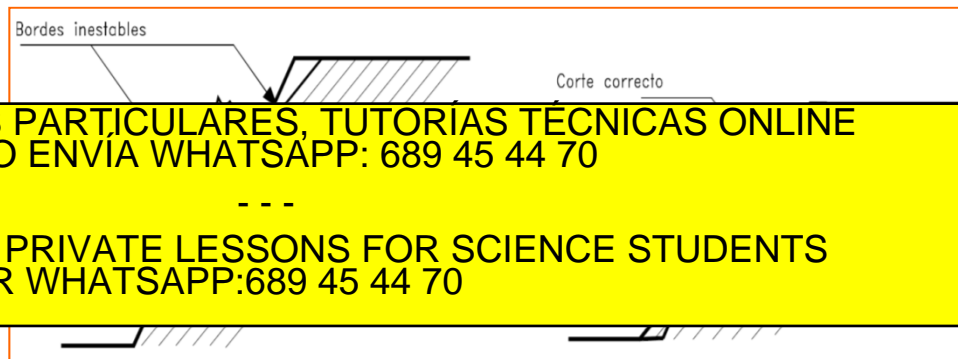 Bordes inestables
Corte correcto
PARTICULARES, TUTORÍAS TÉCNICAS ONLINE
ENVÍA WHATSAPP: 689 45 44 70
- - -
PRIVATE LESSONS FOR SCIENCE STUDENTS
WHATSAPP:689 45 44 70